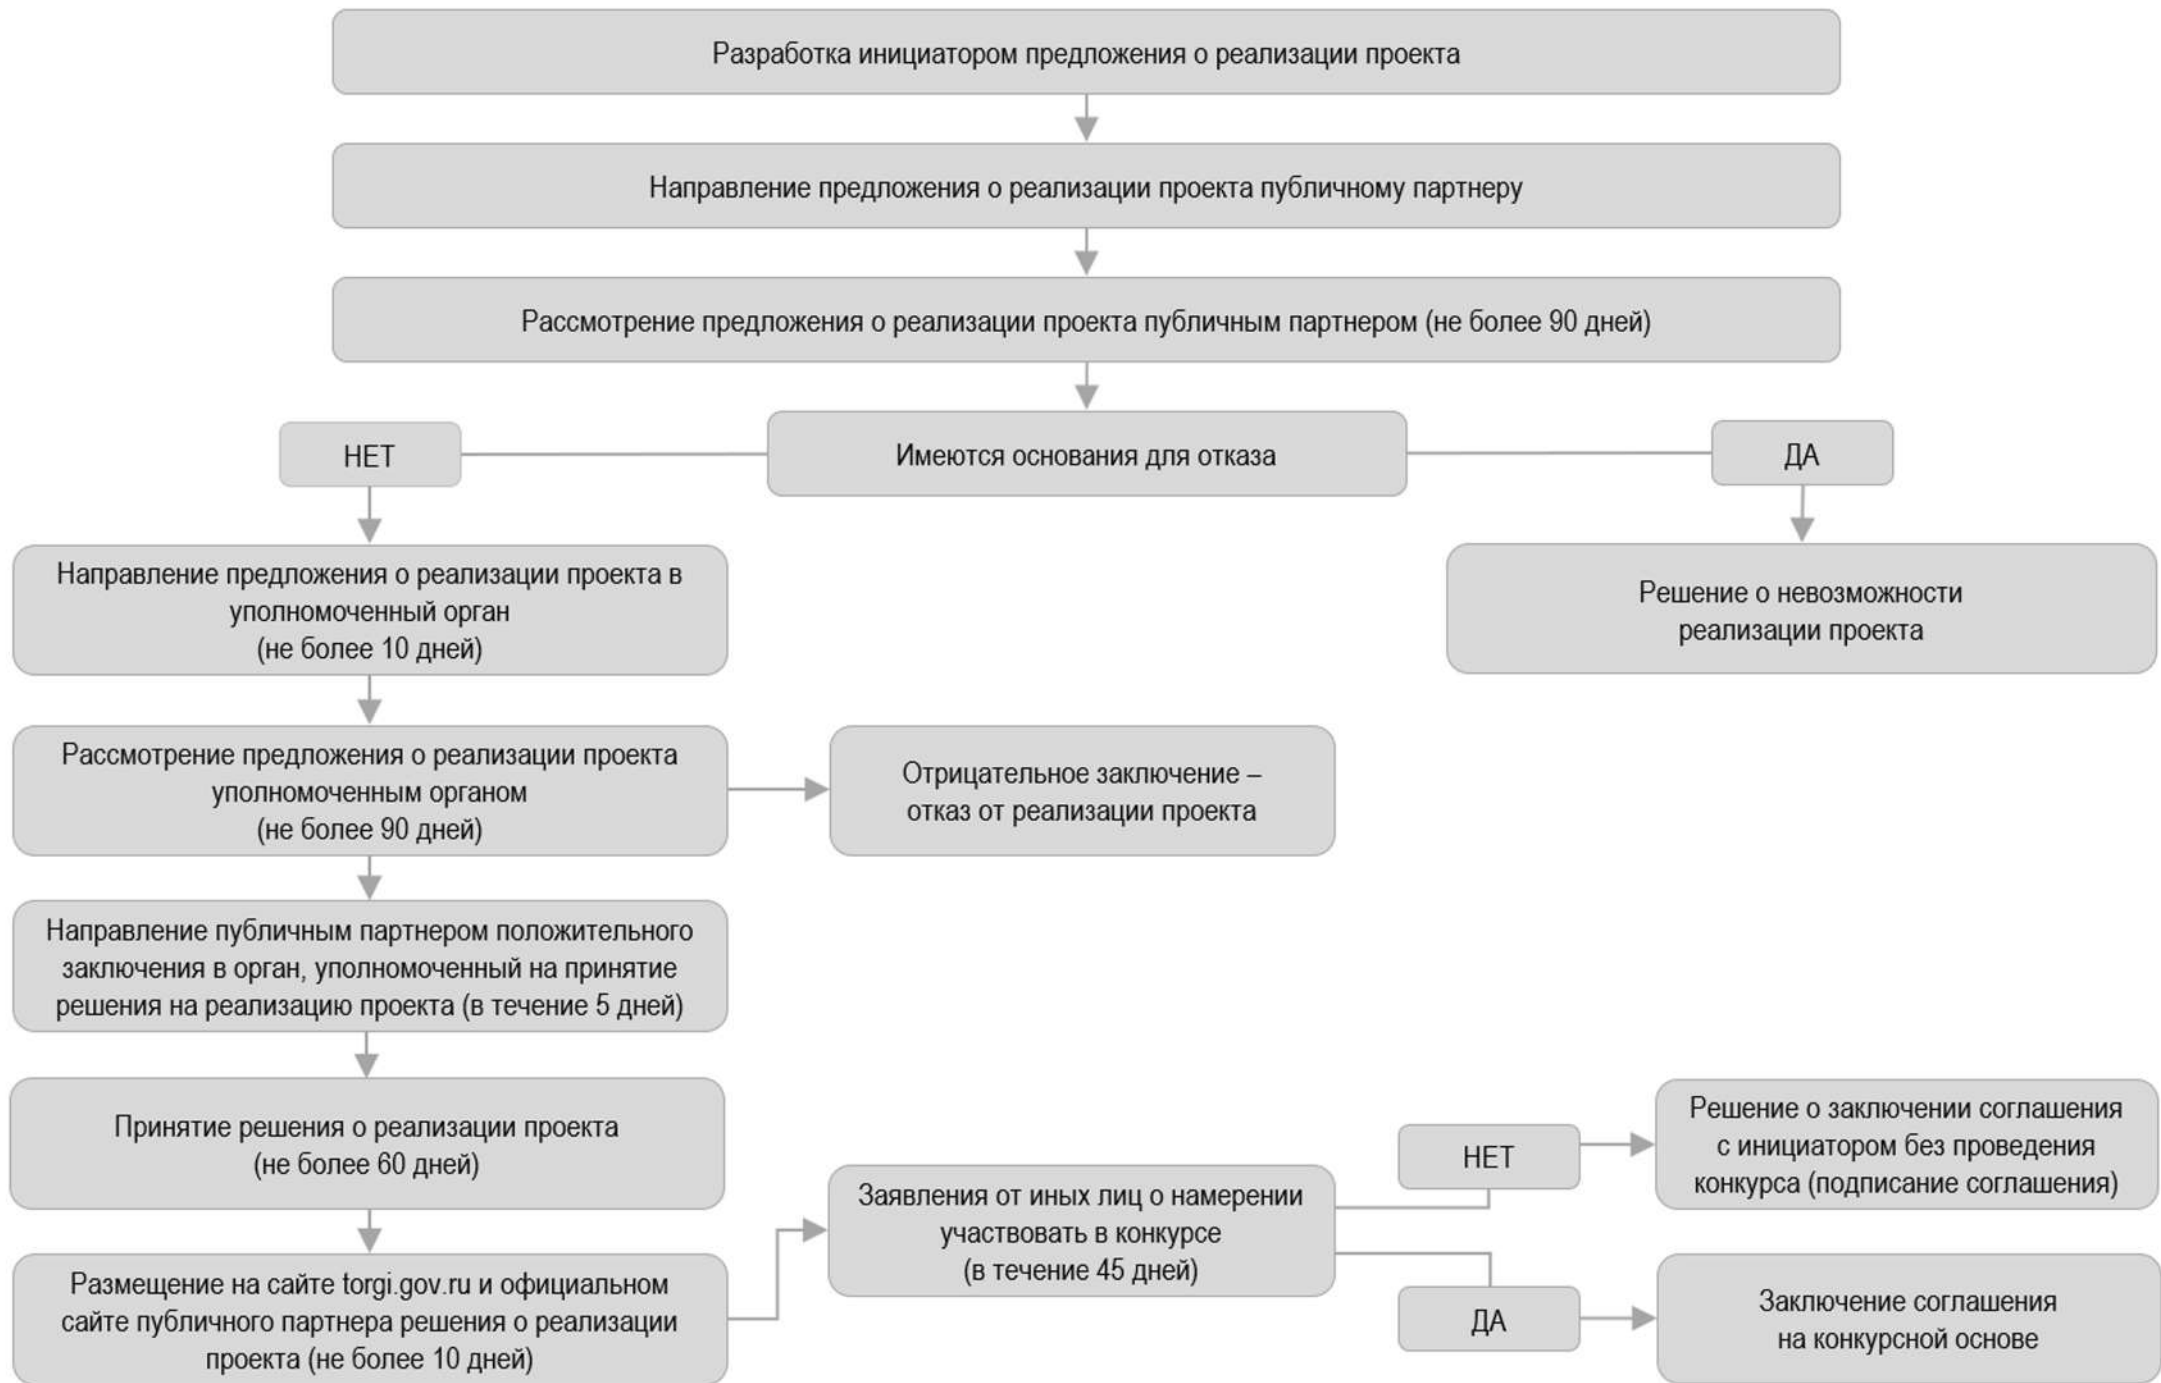 Разработка инициатором предложения о реализации проекта
Направление предложения о реализации проекта публичному партнеру
Рассмотрение предложения о реализации проекта публичным партнером (не более 90 дней)
НЕТ
Имеются основания для отказа
ДА
Направление предложения о реализации проекта в
уполномоченный орган
(не более 10 дней)
Решение о невозможности
реализации проекта
Рассмотрение предложения о реализации проекта
уполномоченным органом
(не более 90 дней)
Отрицательное заключение –
отказ от реализации проекта
Направление публичным партнером положительного
заключения в орган, уполномоченный на принятие
решения на реализацию проекта (в течение 5 дней)
Принятие решения о реализации проекта
(не более 60 дней)
Размещение на сайте torgi.gov.ru и официальном
сайте публичного партнера решения о реализации
проекта (не более 10 дней)
Заявления от иных лиц о намерении
участвовать в конкурсе
(в течение 45 дней)
НЕТ
Решение о заключении соглашения
с инициатором без проведения
конкурса (подписание соглашения)
ДА
Заключение соглашения
на конкурсной основе